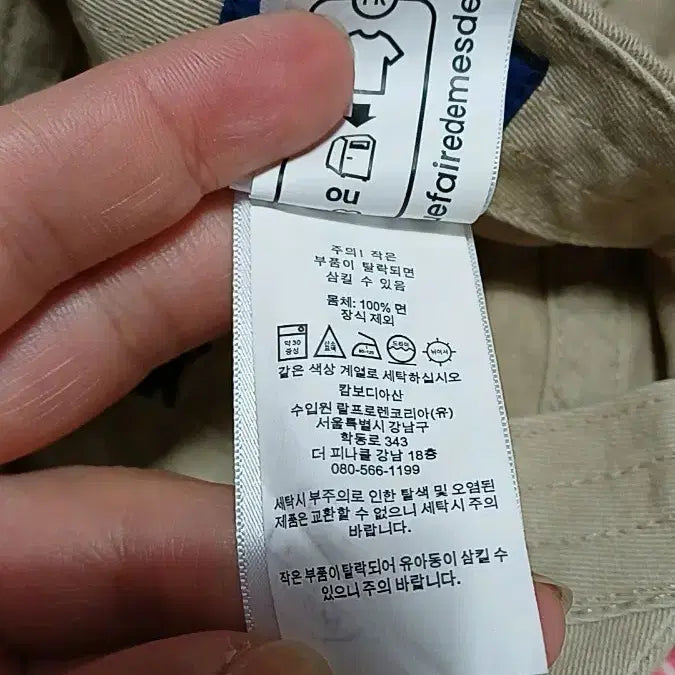 efairedemesde
OU
주의! 작은
부품이 탈락되면
삼킬 수 있음
몸체: 100% 면
장식 제외
약 30
중성
산소
표백
80-120
드라이
뉘어서
같은 색상 계열로 세탁하십시오
캄보디아산
수입원 랄프로렌코리아(유)
서울특별시 강남구
학동로 343
더 피나클 강남 18층
080-566-1199
세탁시 부주의로 인한 탈색 및 오염된
제품은 교환할 수 없으니 세탁시 주의
바랍니다.
작은 부품이 탈락되어 유아동이 삼킬 수
있으니 주의 바랍니다.